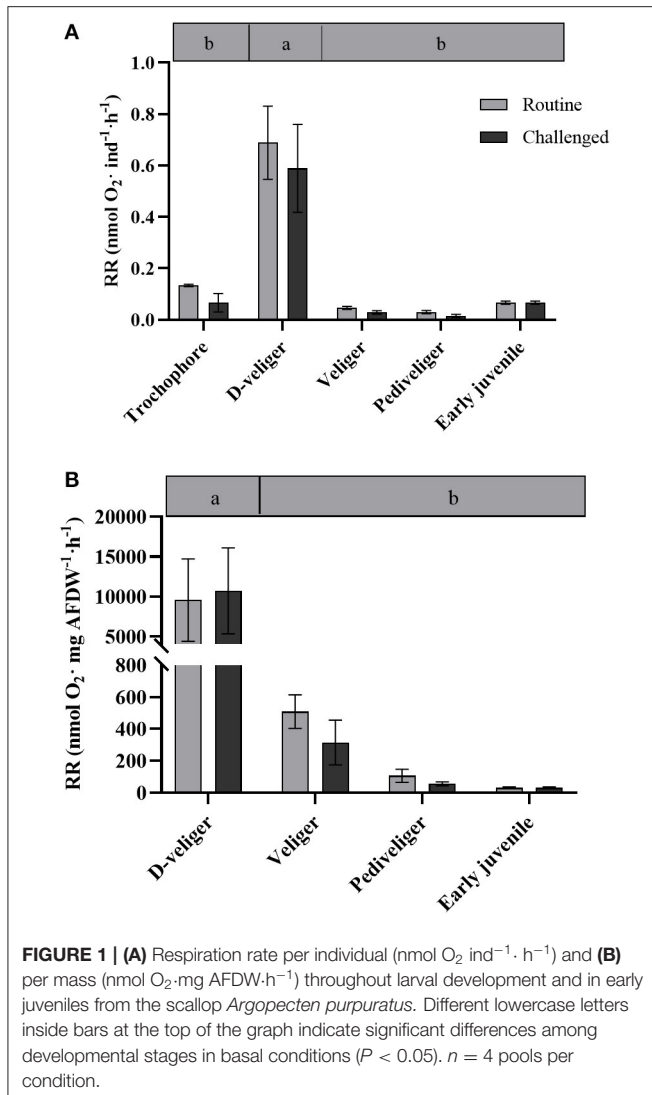 A
b a b
1.0
0.8
0.6
0.4
0.2
0.0
RR (nmol O₂· ind⁻¹·h⁻¹)
Routine
Challenged
Trochophore
D-veliger
Veliger
Pediveliger
Early juvenile
B
a b
20000
15000
10000
5000
800
600
400
200
0
RR (nmol O₂· mg AFDW⁻¹·h⁻¹)
D-veliger
Veliger
Pediveliger
Early juvenile
FIGURE 1 | (A) Respiration rate per individual (nmol O₂ ind⁻¹· h⁻¹) and (B)
per mass (nmol O₂·mg AFDW·h⁻¹) throughout larval development and in early
juveniles from the scallop Argopecten purpuratus. Different lowercase letters
inside bars at the top of the graph indicate significant differences among
developmental stages in basal conditions (P < 0.05). n = 4 pools per
condition.